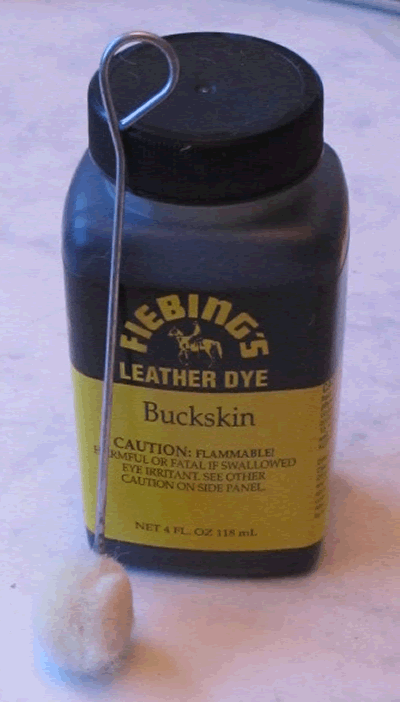 FIEBING'S
LEATHER DYE
Buckskin
CAUTION: FLAMMABLE!
HARMFUL OR FATAL IF SWALLOWED
EYE IRRITANT. SEE OTHER
CAUTION ON SIDE PANEL.
NET 4 FL. OZ 118 mL